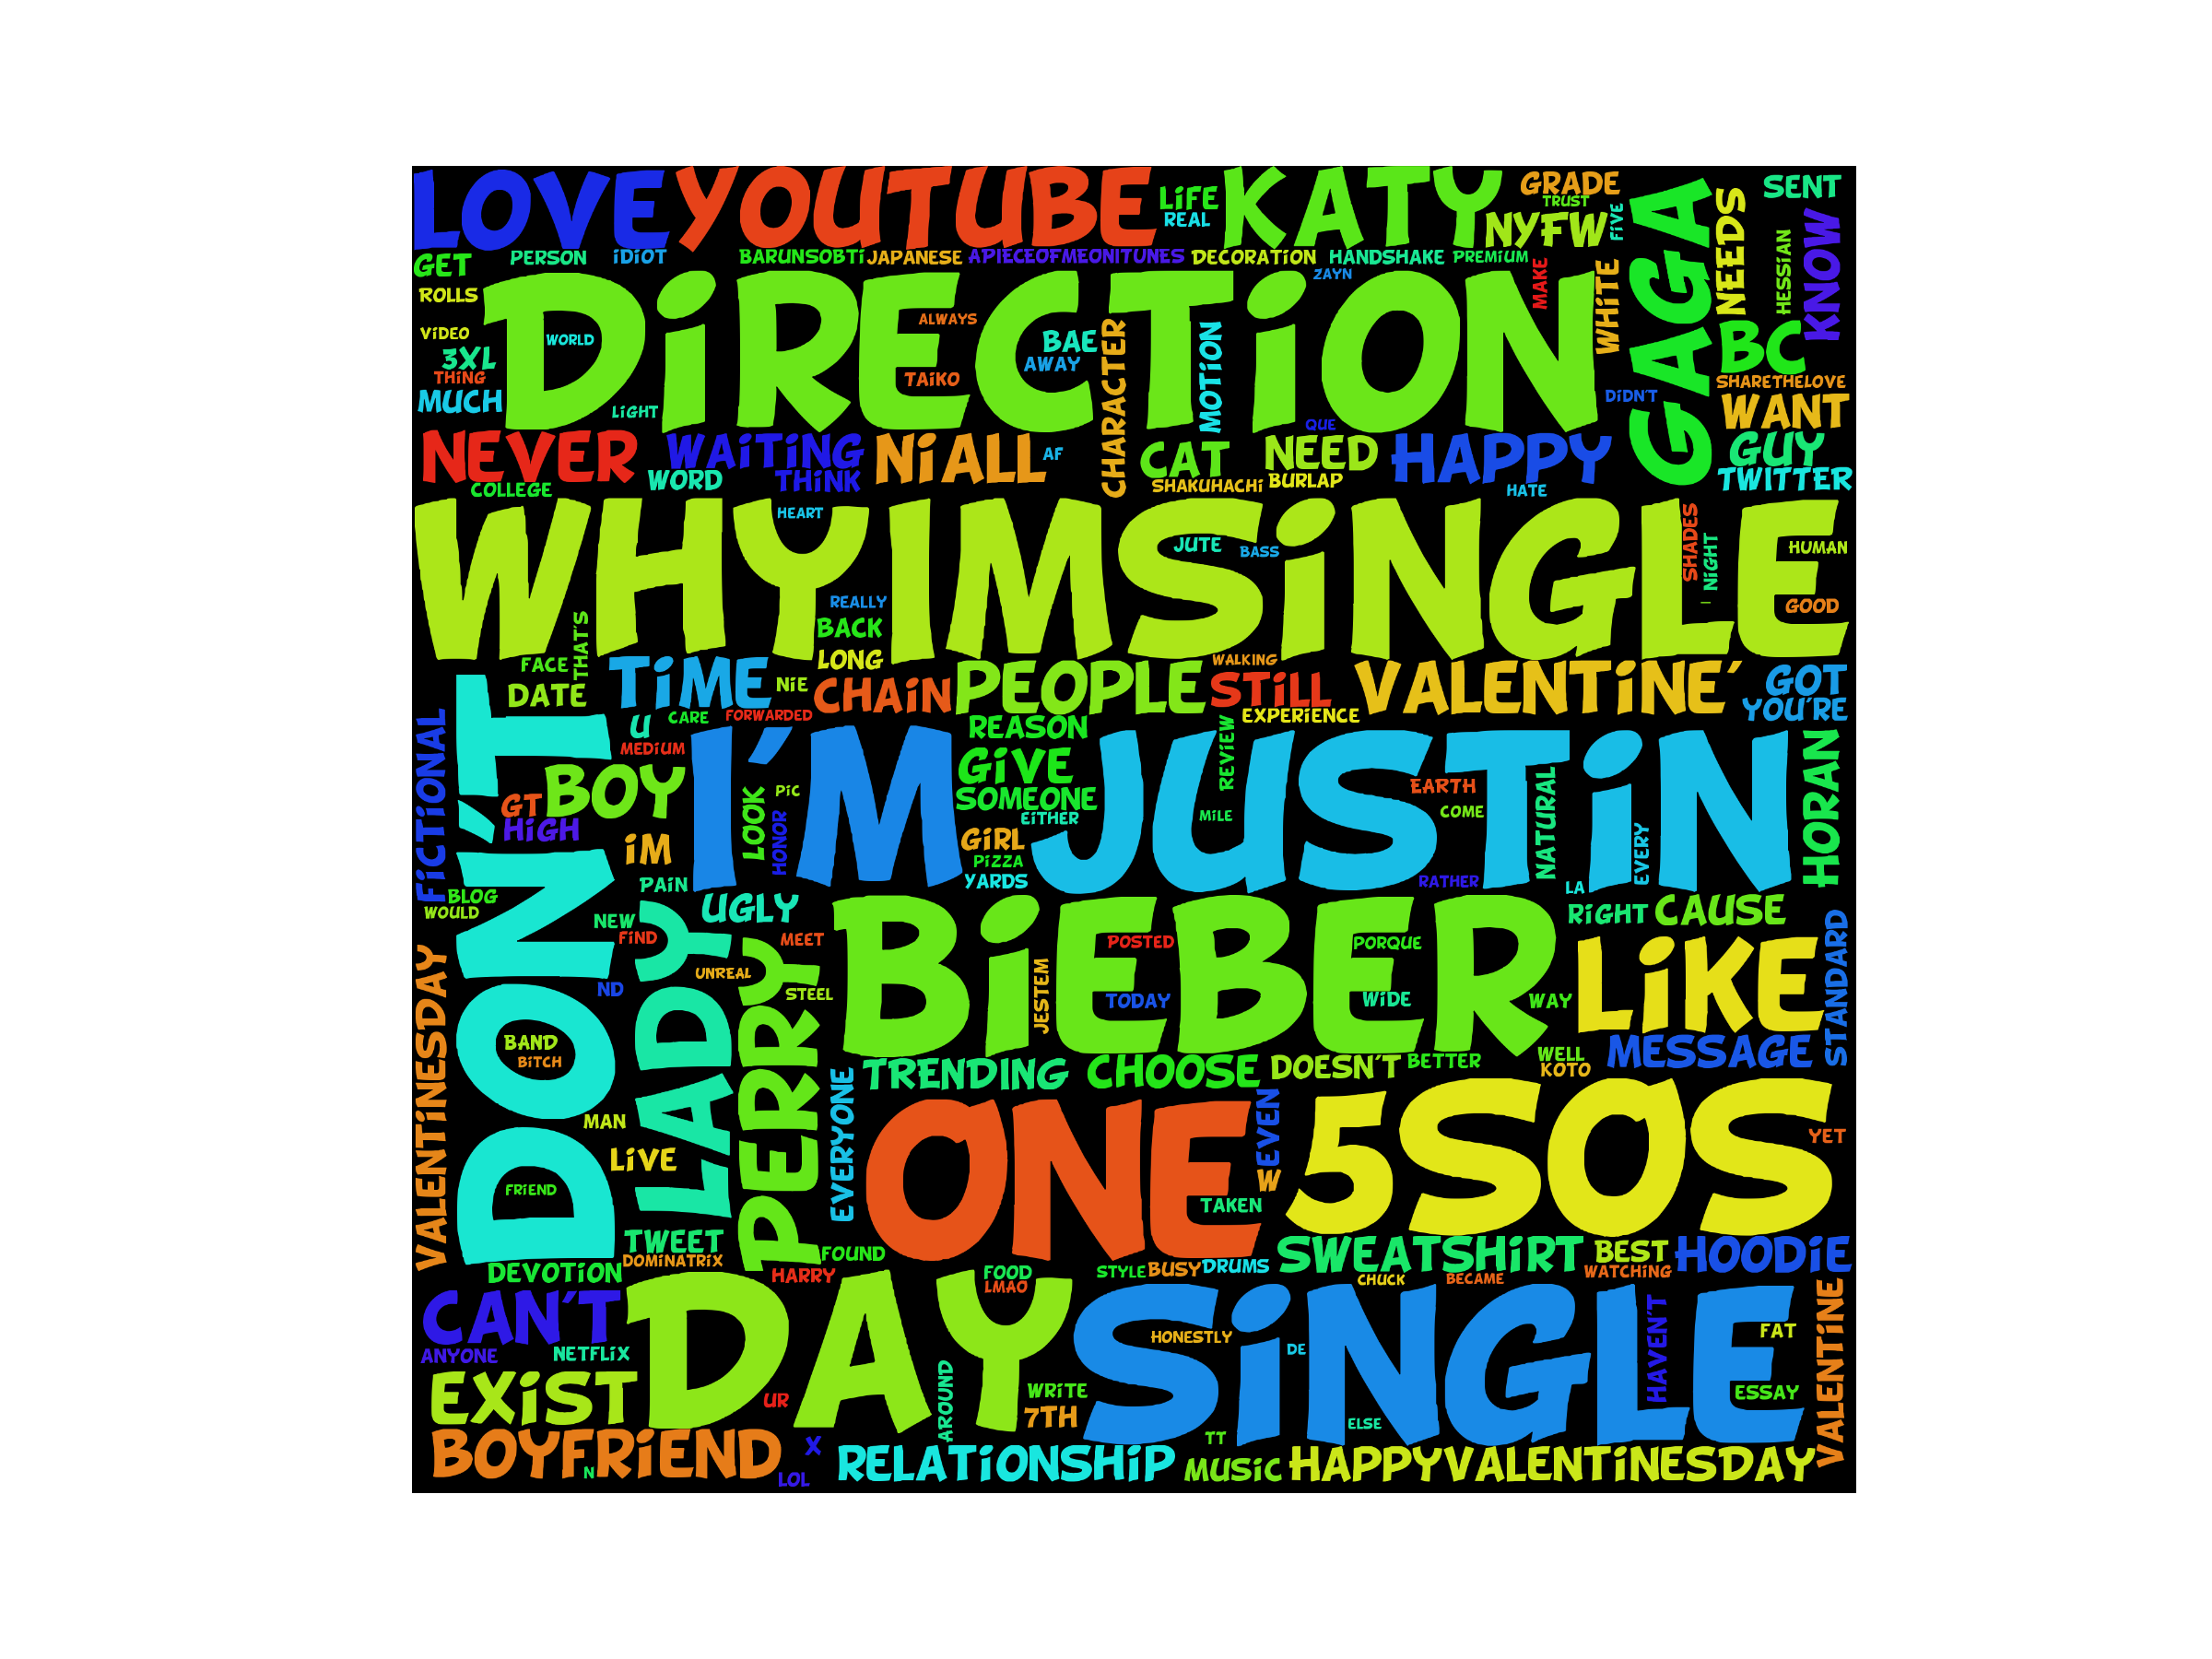 LOVE YOUTUBE LiFE KATY GRADE SENT
REAL TRUST NYFW FiVE GAGA NEEDS KNOW
GET PERSON iDiOT BARUNSOBTi JAPANESE APiECEOFMEONiTUNES DECORATiON HANDSHAKE PREMiUM HESSiAN
ROLLS DiRECTiON ZAYN MAKE WHiTE
ViDEO WORLD ALWAYS BAE CHARACTER MOTiON BC
3XL AWAY
THiNG TAiKO SHARETHELOVE
MUCH LiGHT DiDN'T WANT
NEVER WAiTiNG NiALL AF CAT NEED QUE HAPPY GUY
COLLEGE WORD THiNK SHAKUHACHi BURLAP HATE TWiTTER
WHYIMSiNGLE
HEART JUTE BASS SHADES NiGHT HUMAN
REALLY GOOD
BACK
FACE THAT'S TiME LONG PEOPLE WALKiNG VALENTiNE' GOT
DATE NiE CHAiN STiLL YOU'RE
U CARE FORWARDED REASON EXPERiENCE
FiCTiONAL DON'T MEDiUM I'M GiVE REViEW JUSTiN HORAN
GT BOY LOOK PiC SOMEONE EARTH NATURAL
HiGH HONOR EiTHER MiLE COME
iM GiRL EVERY
PiZZA
PAiN YARDS RATHER LA
BLOG UGLY RiGHT CAUSE
WOULD NEW LADY BiEBER
FiND PERRY MEET POSTED PORQUE LiKE STANDARD
VALENTiNESDAY UNREAL JESTEM
ND STEEL TODAY WiDE WAY
BAND TRENDiNG CHOOSE DOESN'T BETTER WELL MESSAGE
BiTCH KOTO
MAN EVERYONE ONE EVEN 5SOS YET
LiVE W
FRiEND TAKEN
TWEET FOUND SWEATSHiRT BEST HOODiE
DOMiNATRiX
DEVOTiON HARRY FOOD STYLE BUSY DRUMS CHUCK BECAME WATCHiNG
CAN'T DAY LMAO SiNGLE VALENTiNE
ANYONE NETFLiX HONESTLY DE HAVEN'T FAT
EXiST UR AROUND WRiTE ESSAY
7TH ELSE
BOYFRiEND X TT
N LOL RELATiONSHiP MUSiC HAPPYVALENTiNESDAY